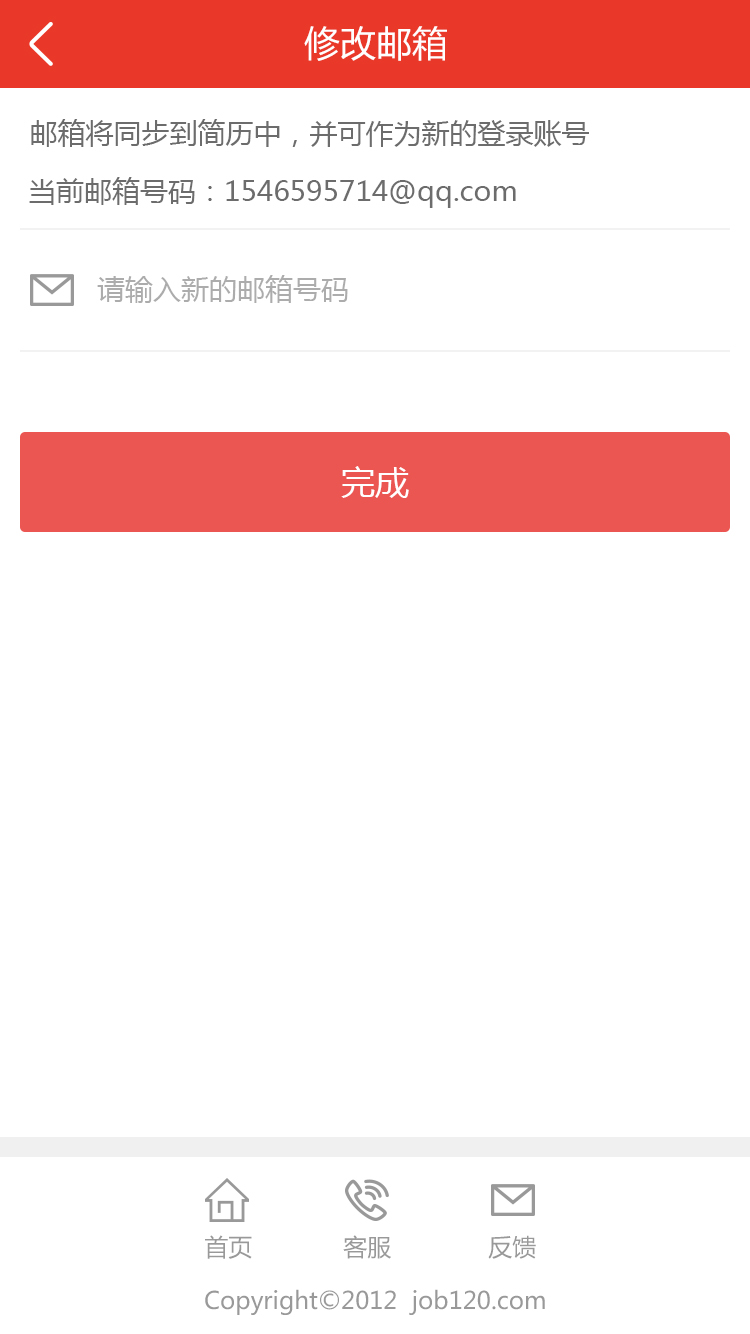 修改邮箱
邮箱将同步到简历中，并可作为新的登录账号
当前邮箱号码：1546595714@qq.com
请输入新的邮箱号码
完成
首页 客服 反馈
Copyright©2012 job120.com